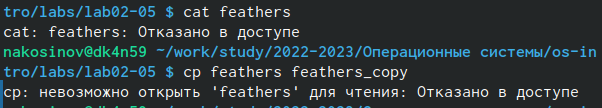 tro/labs/lab02-05 $ cat feathers
cat: feathers: Отказано в доступе
nakosinov@dk4n59 ~/work/study/2022-2023/Операционные системы/os-in
tro/labs/lab02-05 $ cp feathers feathers_copy
cp: невозможно открыть 'feathers' для чтения: Отказано в доступе